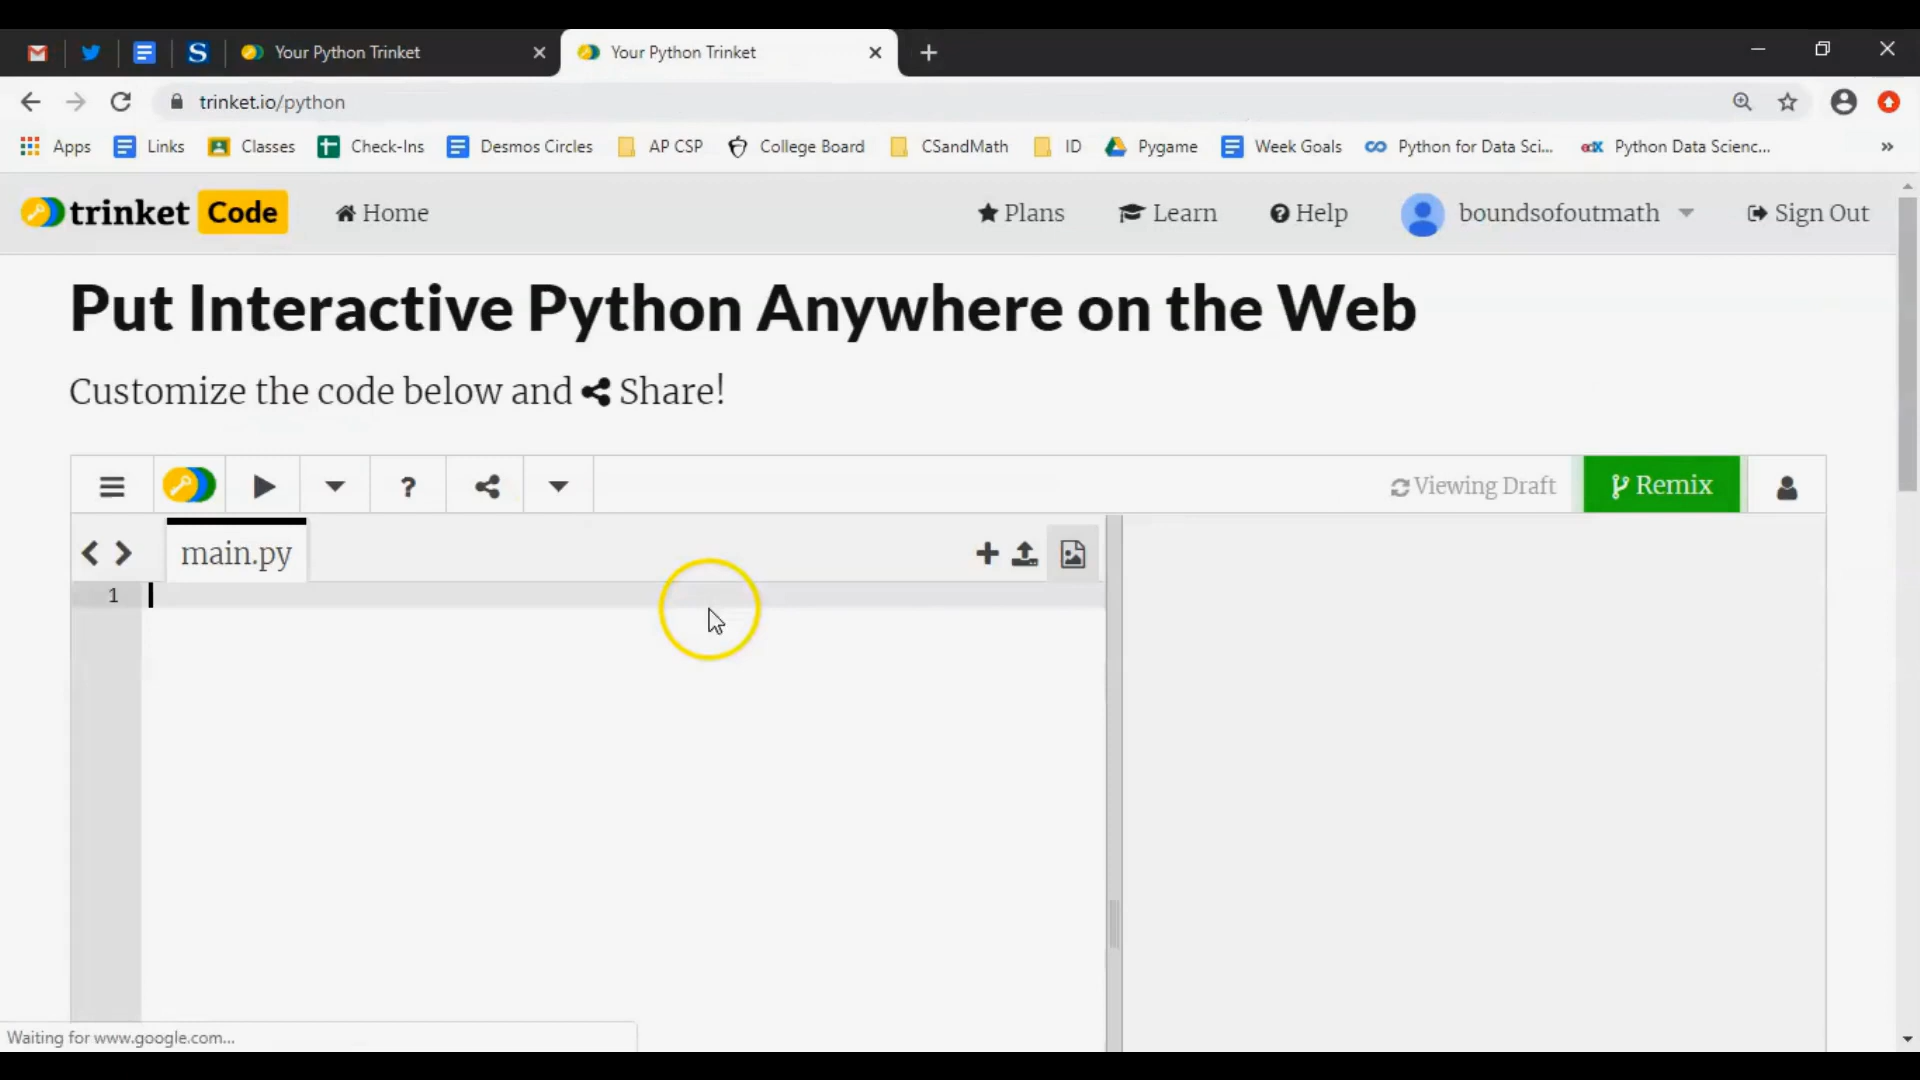 Your Python Trinket
Your Python Trinket
trinket.io/python
Apps Links Classes Check-Ins Desmos Circles AP CSP College Board CSandMath ID Pygame Week Goals Python for Data Sci... edX Python Data Scienc... »
trinket Code Home Plans Learn Help boundsofoutmath Sign Out
Put Interactive Python Anywhere on the Web
Customize the code below and Share!
? Viewing Draft Remix
main.py
1
Waiting for www.google.com...